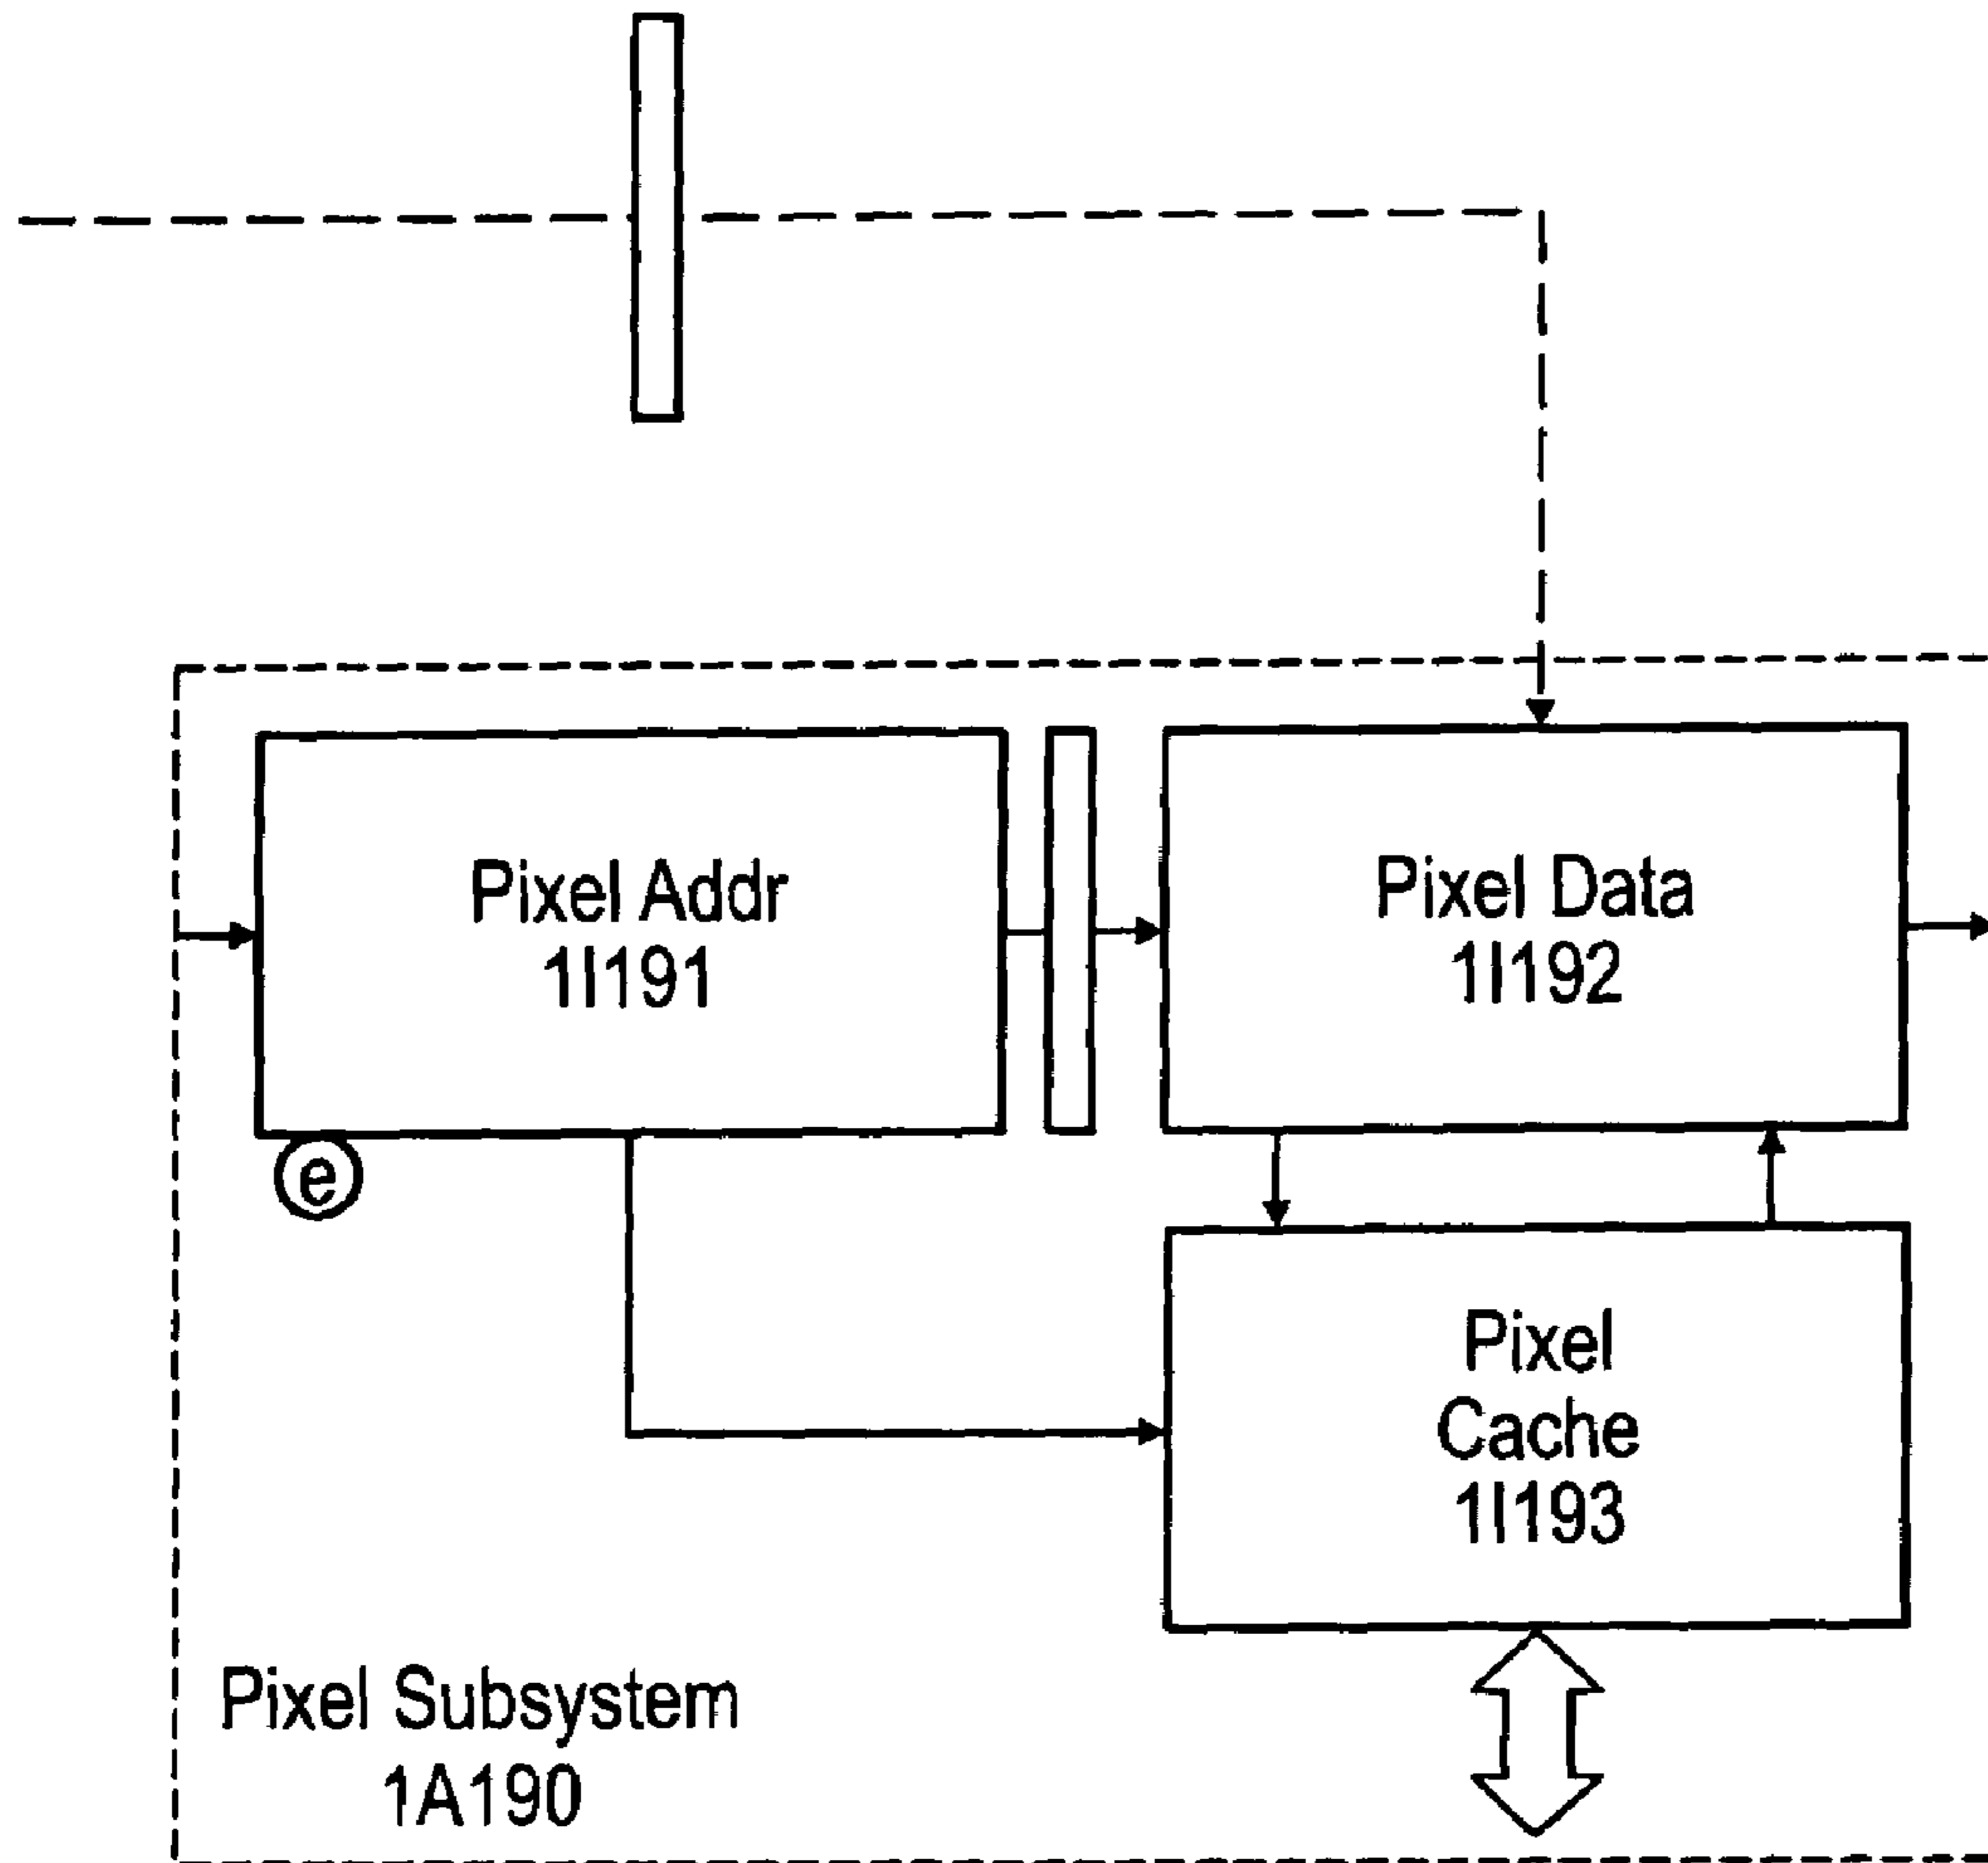 Pixel Addr
1I191
Pixel Data
1I192
e
Pixel
Cache
1I193
Pixel Subsystem
1A190